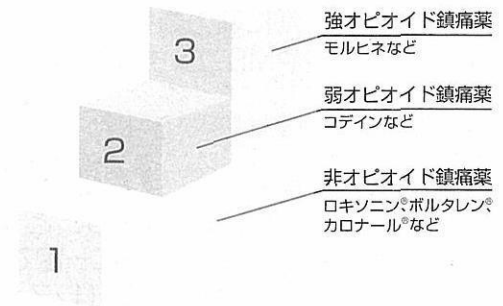 3
強オピオイド鎮痛薬
モルヒネなど
2
弱オピオイド鎮痛薬
コデインなど
1
非オピオイド鎮痛薬
ロキソニン®、ボルタレン®、
カロナール®など